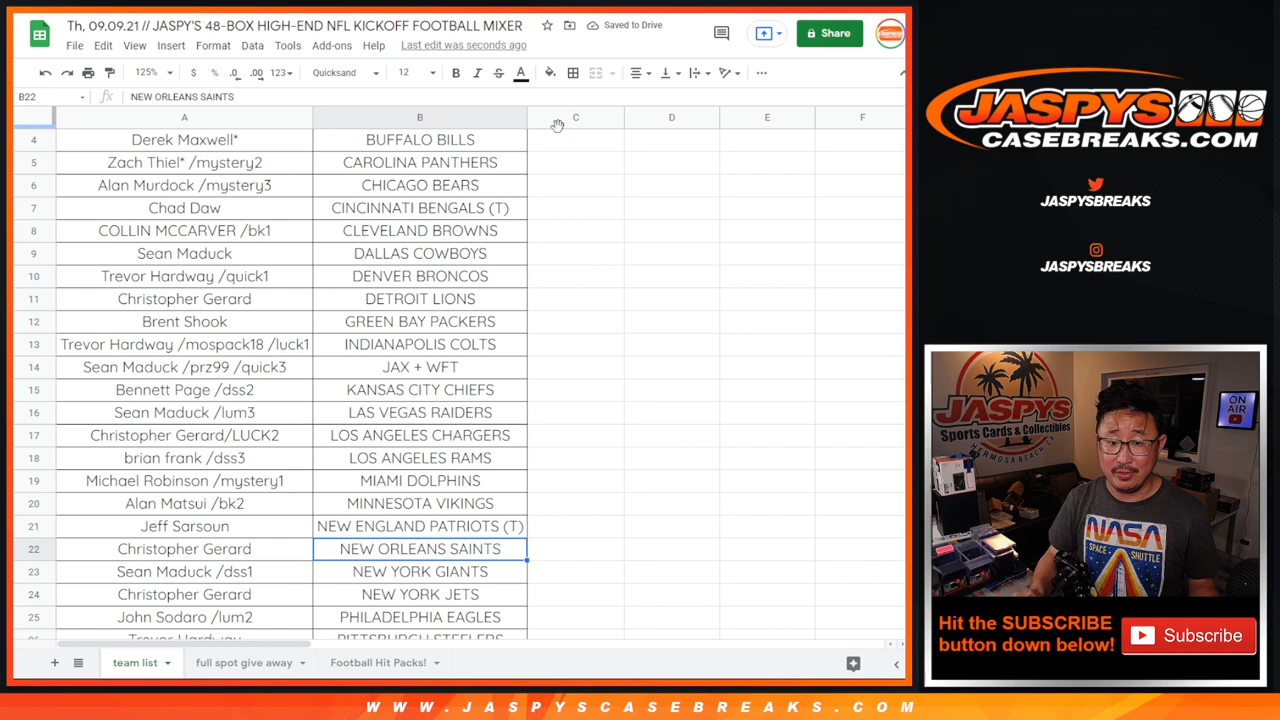 Th, 09.09.21 // JASPY'S 48-BOX HIGH-END NFL KICKOFF FOOTBALL MIXER
Saved to Drive
Share
File Edit View Insert Format Data Tools Add-ons Help Last edit was seconds ago
125% $ % .0 .00 123 Quicksand 12 B I S A
B22 fx NEW ORLEANS SAINTS
A B C D E F
4 Derek Maxwell* BUFFALO BILLS
5 Zach Thiel* /mystery2 CAROLINA PANTHERS
6 Alan Murdock /mystery3 CHICAGO BEARS
7 Chad Daw CINCINNATI BENGALS (T)
8 COLLIN MCCARVER /bk1 CLEVELAND BROWNS
9 Sean Maduck DALLAS COWBOYS
10 Trevor Hardway /quick1 DENVER BRONCOS
11 Christopher Gerard DETROIT LIONS
12 Brent Shook GREEN BAY PACKERS
13 Trevor Hardway /mospack18 /luck1 INDIANAPOLIS COLTS
14 Sean Maduck /prz99 /quick3 JAX + WFT
15 Bennett Page /dss2 KANSAS CITY CHIEFS
16 Sean Maduck /lum3 LAS VEGAS RAIDERS
17 Christopher Gerard/LUCK2 LOS ANGELES CHARGERS
18 brian frank /dss3 LOS ANGELES RAMS
19 Michael Robinson /mystery1 MIAMI DOLPHINS
20 Alan Matsui /bk2 MINNESOTA VIKINGS
21 Jeff Sarsoun NEW ENGLAND PATRIOTS (T)
22 Christopher Gerard NEW ORLEANS SAINTS
23 Sean Maduck /dss1 NEW YORK GIANTS
24 Christopher Gerard NEW YORK JETS
25 John Sodaro /lum2 PHILADELPHIA EAGLES
Trevor Hardway PITTSBURGH STEELERS
team list full spot give away Football Hit Packs!
JASPYS
CASEBREAKS.COM
JASPYSBREAKS
JASPYSBREAKS
JASPYS
Sports Cards & Collectibles
HERMOSA BEACH, CA
ON AIR
NASA
SPACE SHUTTLE
Hit the SUBSCRIBE
button down below!
Subscribe
WWW.JASPYSCASEBREAKS.COM